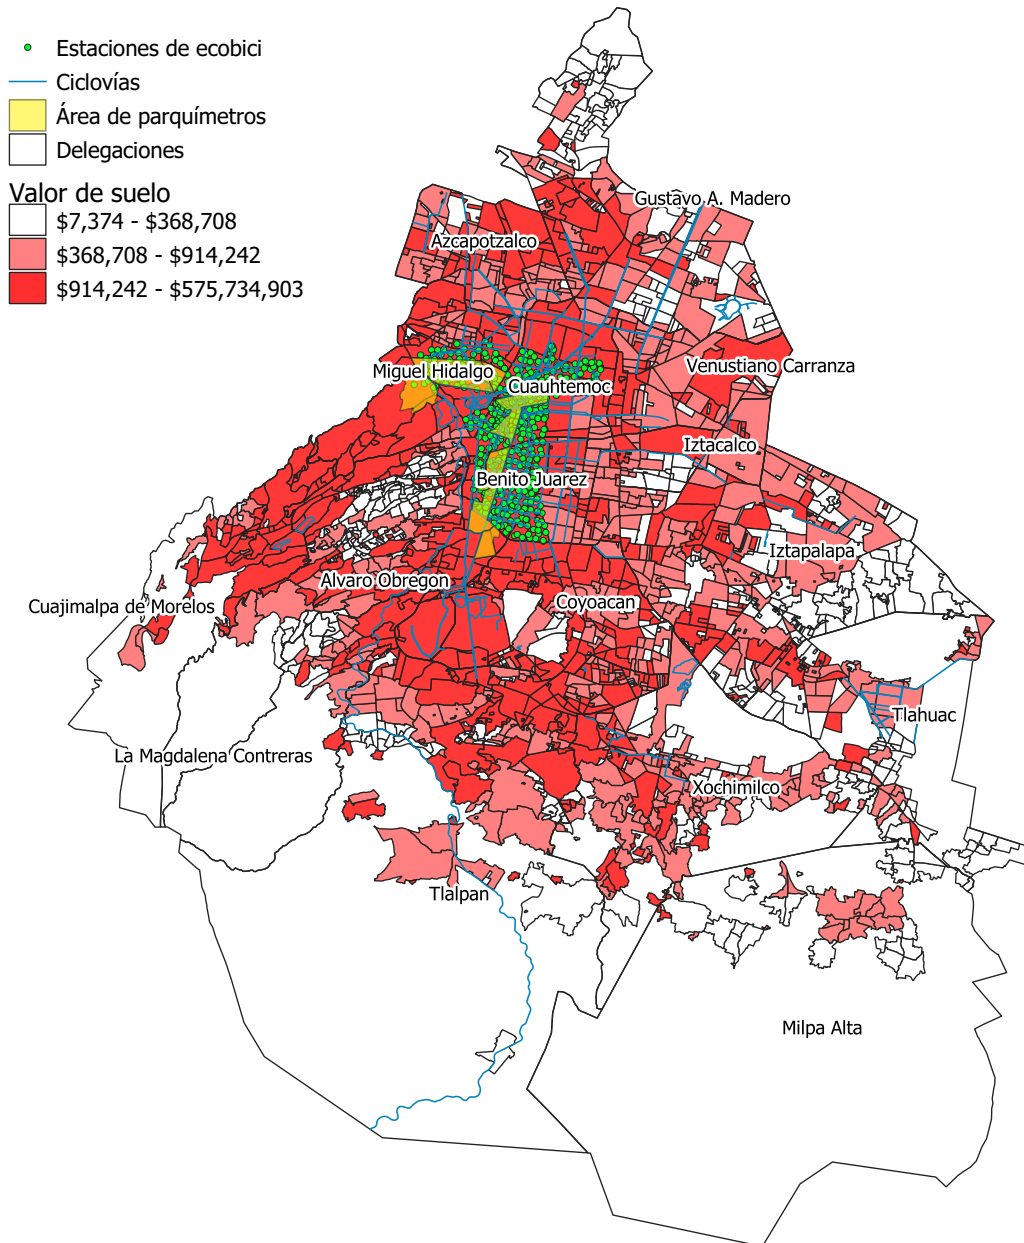 Estaciones de ecobici
Ciclovías
Área de parquímetros
Delegaciones
Valor de suelo
$7,374 - $368,708
$368,708 - $914,242
$914,242 - $575,734,903
Gustavo A. Madero
Azcapotzalco
Venustiano Carranza
Miguel Hidalgo
Cuauhtemoc
Iztacalco
Benito Juarez
Iztapalapa
Alvaro Obregon
Coyoacan
Cuajimalpa de Morelos
Tlahuac
La Magdalena Contreras
Xochimilco
Tlalpan
Milpa Alta